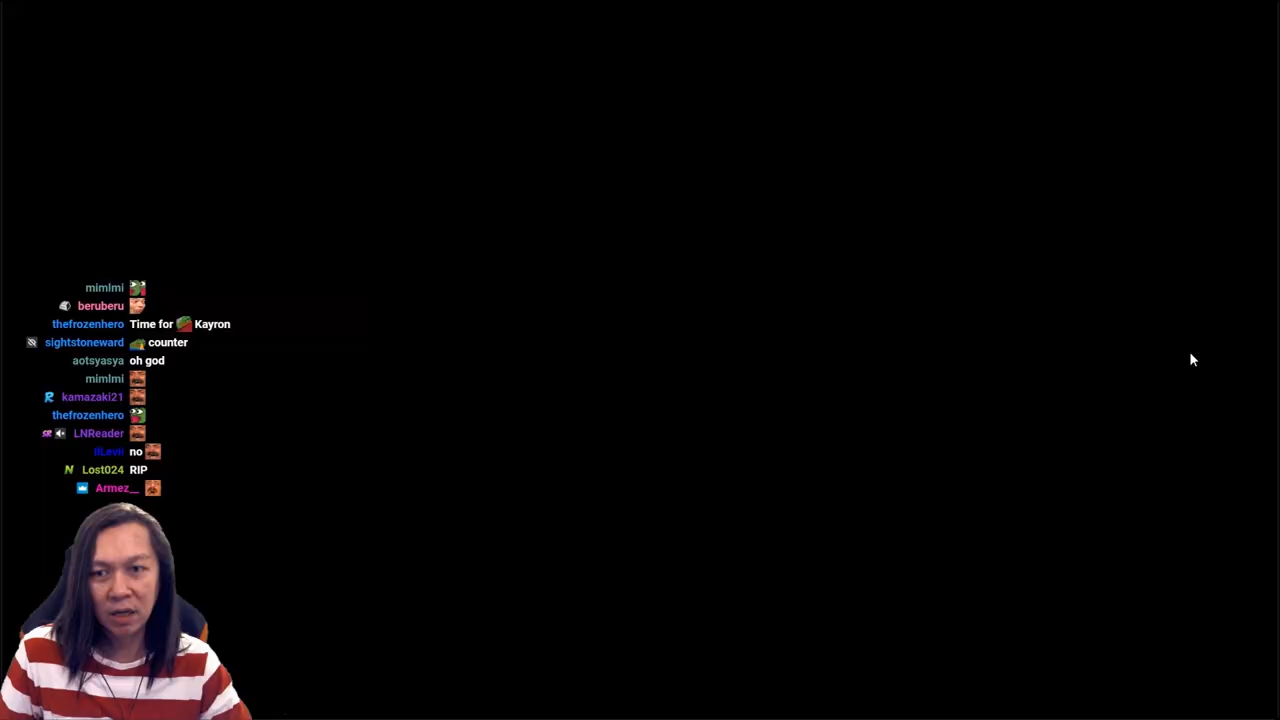 mimlmi
beruberu
thefrozenhero Time for Kayron
sightstoneward counter
aotsyasya oh god
mimlmi
kamazaki21
thefrozenhero
LNReader
no
Lost024 RIP
Armez__